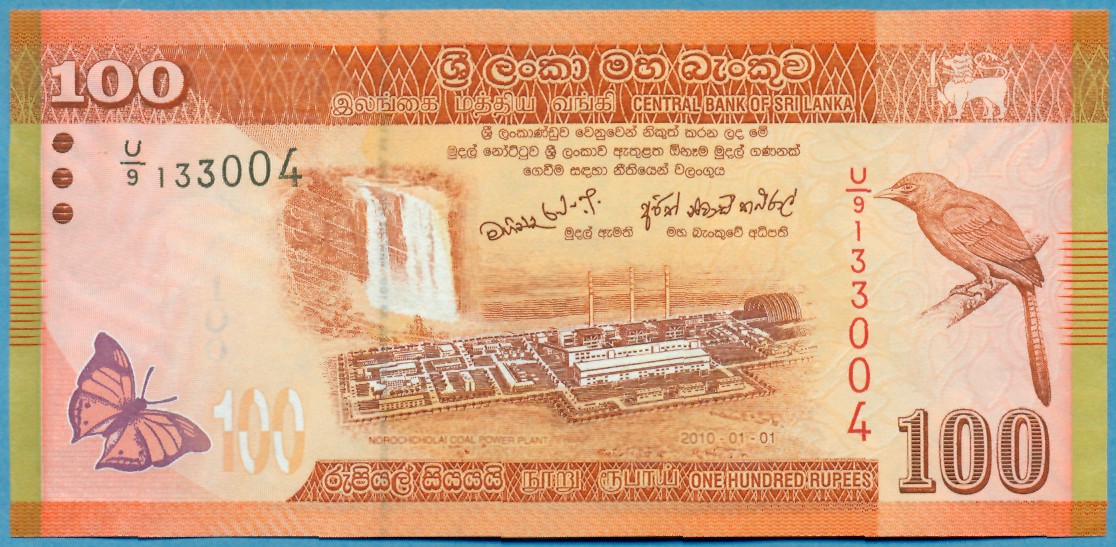 100
ශ්‍රී ලංකා මහ බැංකුව
இலங்கை மத்திய வங்கி CENTRAL BANK OF SRI LANKA
ශ්‍රී ලංකාණ්ඩුව වෙනුවෙන් නිකුත් කරන ලද මේ
මුදල් නෝට්ටුව ශ්‍රී ලංකාව ඇතුළත ඕනෑම මුදල් ගණනක්
ගෙවීම සඳහා නීතියෙන් වලංගුය
U/9 133004
මුදල් ඇමති මහ බැංකුවේ අධිපති
U/9 133004
100
NOROCHCHOLAI COAL POWER PLANT
2010 - 01 - 01
100
රුපියල් සියයයි நூறு ரூபாய் ONE HUNDRED RUPEES